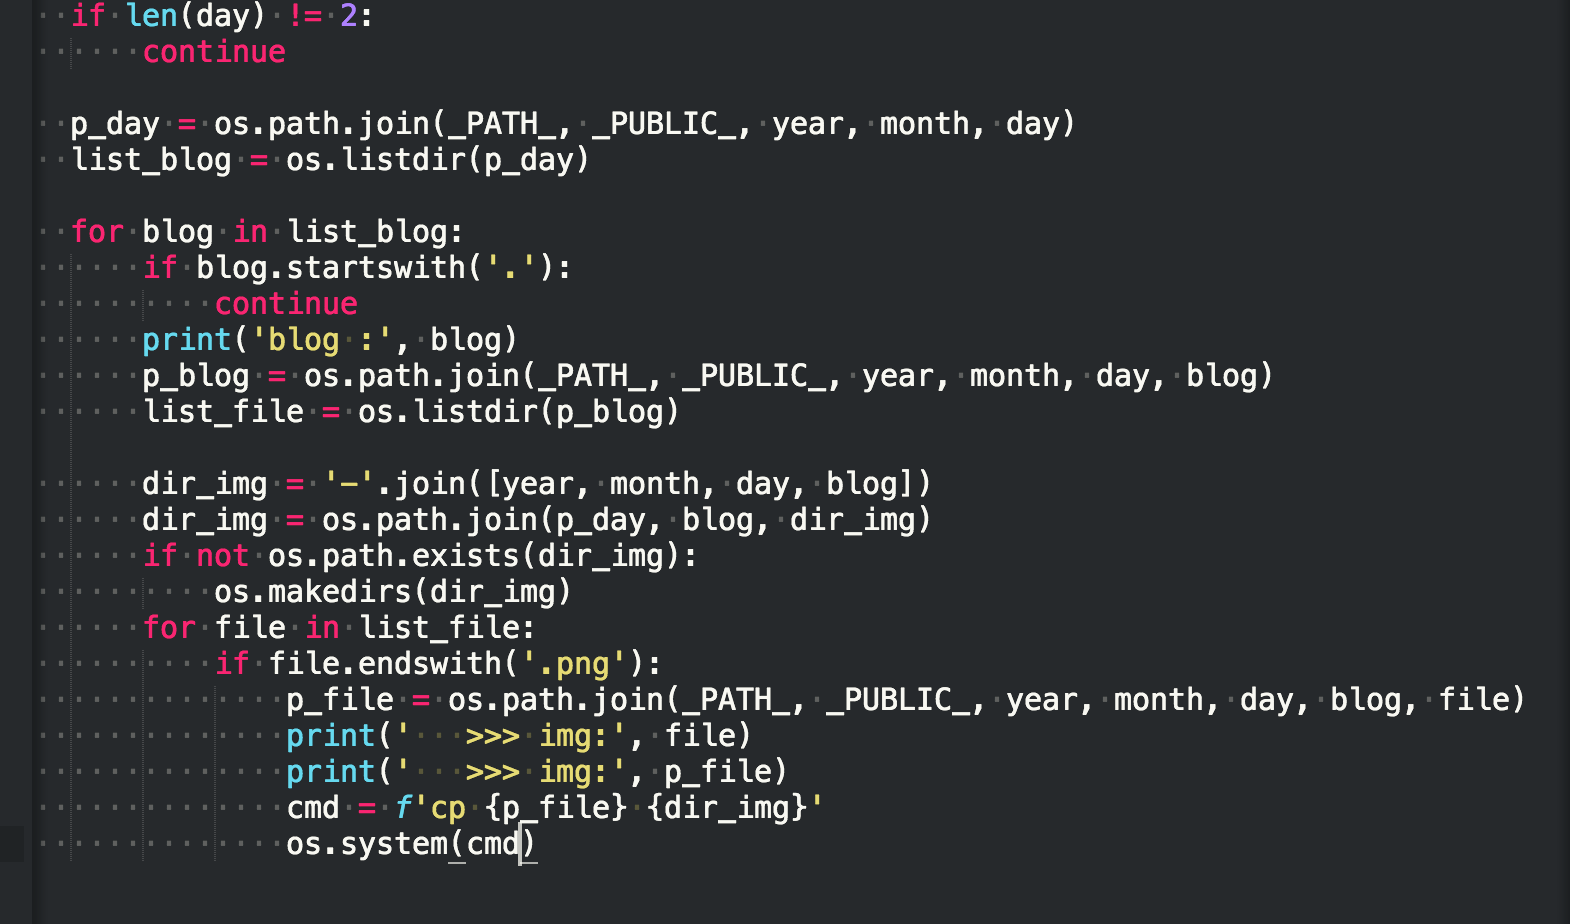 if len(day) != 2:
continue
p_day = os.path.join(_PATH_, _PUBLIC_, year, month, day)
list_blog = os.listdir(p_day)
for blog in list_blog:
if blog.startswith('.'):
continue
print('blog :', blog)
p_blog = os.path.join(_PATH_, _PUBLIC_, year, month, day, blog)
list_file = os.listdir(p_blog)
dir_img = '-'.join([year, month, day, blog])
dir_img = os.path.join(p_day, blog, dir_img)
if not os.path.exists(dir_img):
os.makedirs(dir_img)
for file in list_file:
if file.endswith('.png'):
p_file = os.path.join(_PATH_, _PUBLIC_, year, month, day, blog, file)
print('   >>> img:', file)
print('   >>> img:', p_file)
cmd = f'cp {p_file} {dir_img}'
os.system(cmd)